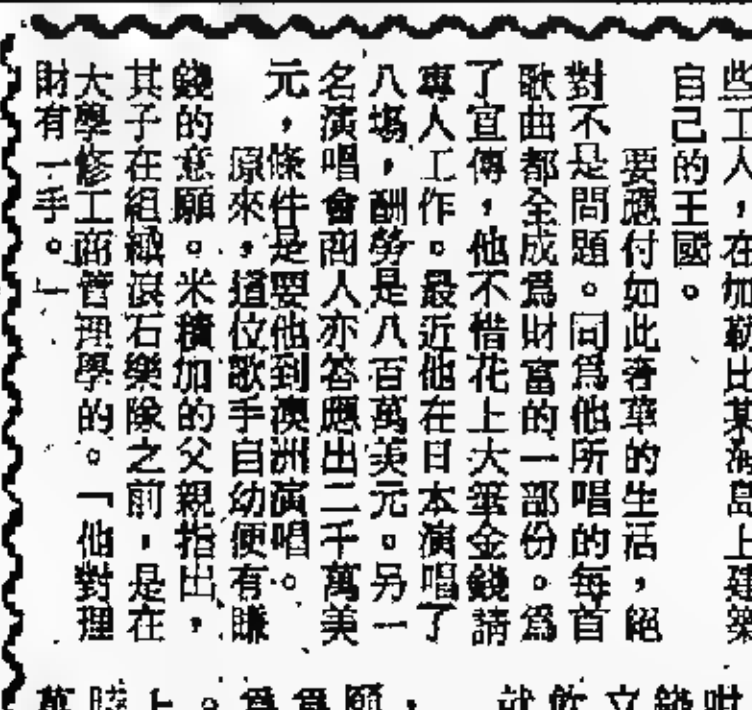 些工人，在加勒比某海島上建築
自己的王國。
要應付如此奢華的生活，絕
對不是問題。同爲他所唱的每首
歌曲都全成爲財富的一部份。爲
了宣傳，他不惜花上大筆金錢請
專人工作。最近他在日本演唱了
八場，酬勞是八百萬美元。另一
名演唱會商人亦答應出二千萬美
元，條件是要他到澳洲演唱。
原來，這位歌手自幼便有賺
錢的意願。米積加的父親指出，
其子在組織滾石樂隊之前，是在
大學修工商管理學的。「他對理
財有一手。」